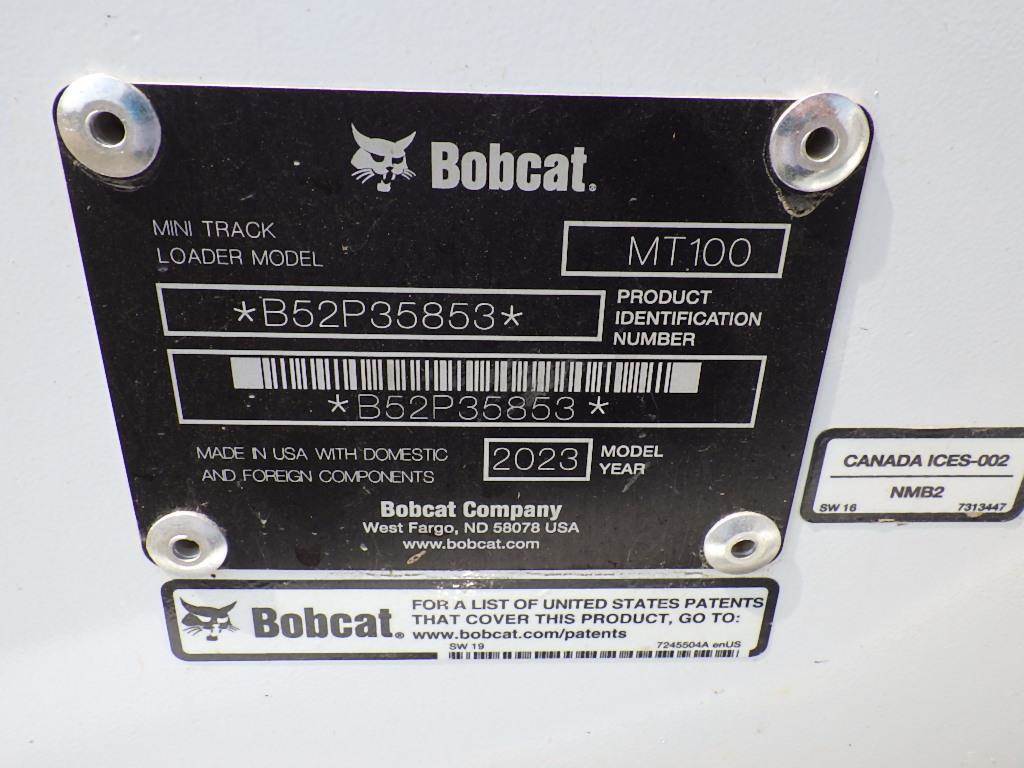 Bobcat.
MINI TRACK
LOADER MODEL
MT100
*B52P35853*
PRODUCT
IDENTIFICATION
NUMBER
*B52P35853*
MADE IN USA WITH DOMESTIC
AND FOREIGN COMPONENTS
2023
MODEL
YEAR
Bobcat Company
West Fargo, ND 58078 USA
www.bobcat.com
CANADA ICES-002
NMB2
SW 16 7313447
Bobcat.
FOR A LIST OF UNITED STATES PATENTS
THAT COVER THIS PRODUCT, GO TO:
www.bobcat.com/patents
SW 19 7245504A enUS